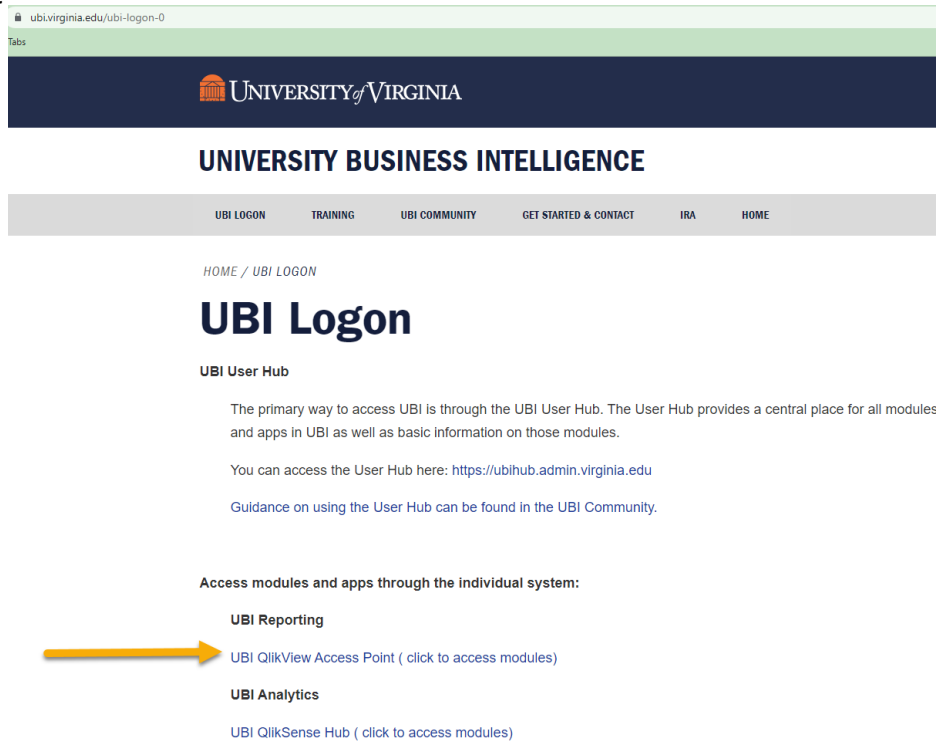 ubi.virginia.edu/ubi-logon-0
Tabs
UNIVERSITY of VIRGINIA
UNIVERSITY BUSINESS INTELLIGENCE
UBI LOGON TRAINING UBI COMMUNITY GET STARTED & CONTACT IRA HOME
HOME / UBI LOGON
UBI Logon
UBI User Hub
The primary way to access UBI is through the UBI User Hub. The User Hub provides a central place for all modules
and apps in UBI as well as basic information on those modules.
You can access the User Hub here: https://ubihub.admin.virginia.edu
Guidance on using the User Hub can be found in the UBI Community.
Access modules and apps through the individual system:
UBI Reporting
UBI QlikView Access Point ( click to access modules)
UBI Analytics
UBI QlikSense Hub ( click to access modules)